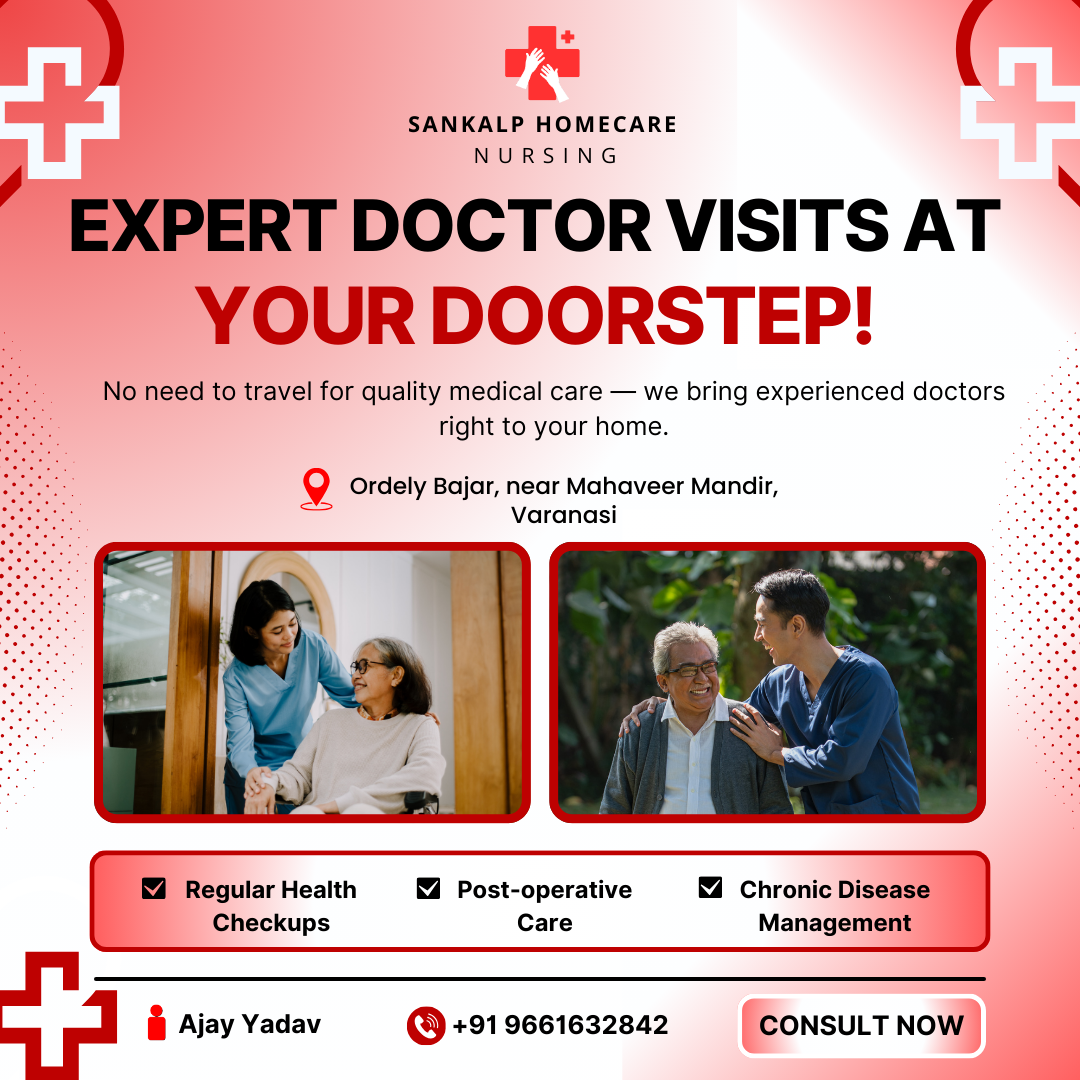 SANKALP HOMECARE
NURSING
EXPERT DOCTOR VISITS AT
YOUR DOORSTEP!
No need to travel for quality medical care — we bring experienced doctors
right to your home.
Ordely Bajar, near Mahaveer Mandir,
Varanasi
Regular Health
Checkups
Post-operative
Care
Chronic Disease
Management
Ajay Yadav
+91 9661632842
CONSULT NOW